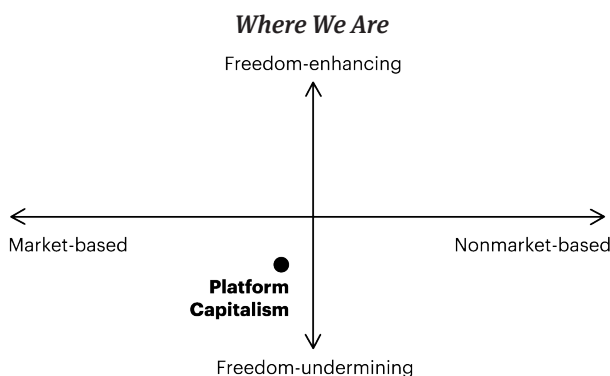 Where We Are
Freedom-enhancing
Market-based
Nonmarket-based
Platform
Capitalism
Freedom-undermining